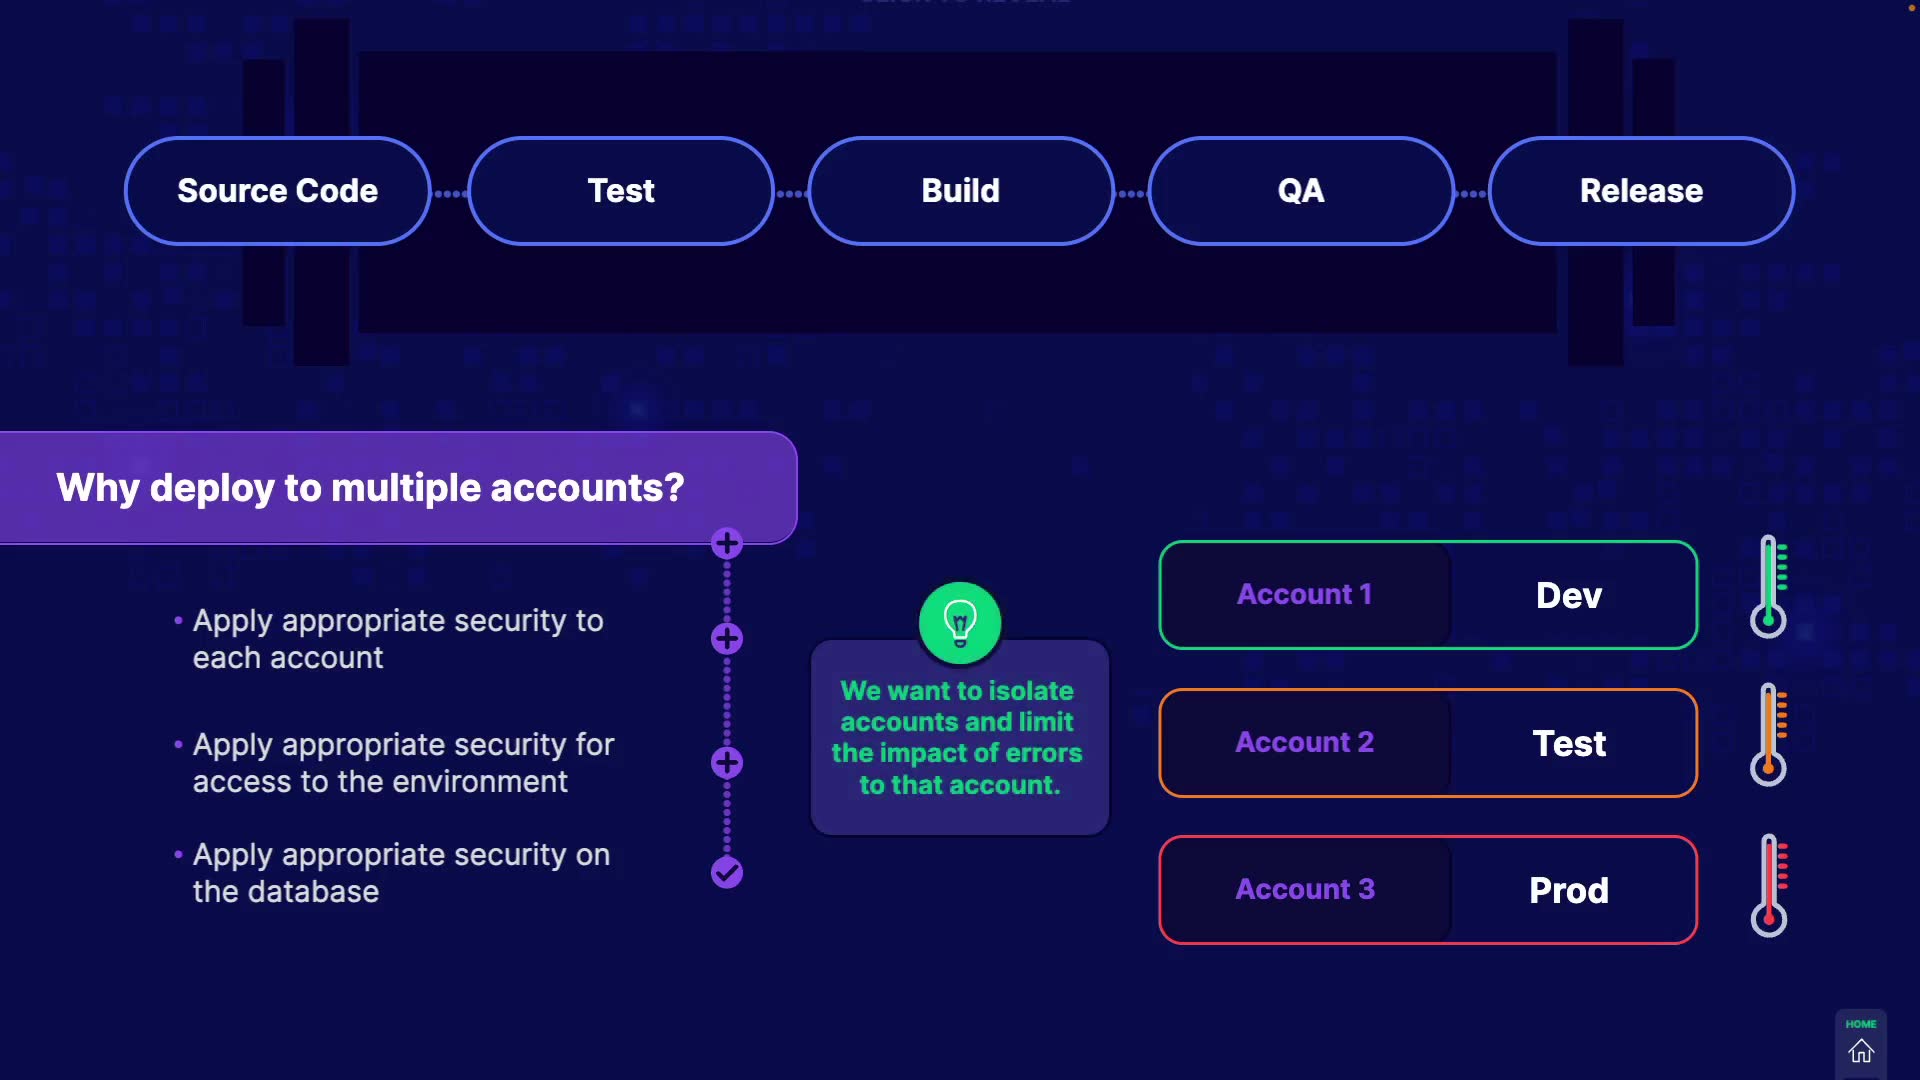 Source Code
Test
Build
QA
Release
Why deploy to multiple accounts?
• Apply appropriate security to
each account
• Apply appropriate security for
access to the environment
• Apply appropriate security on
the database
We want to isolate
accounts and limit
the impact of errors
to that account.
Account 1
Dev
Account 2
Test
Account 3
Prod
HOME